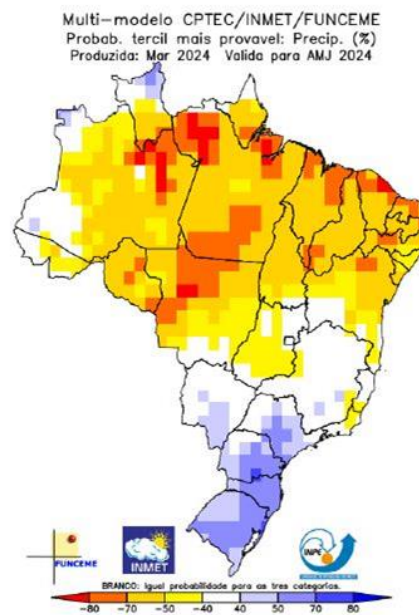 Multi-modelo CPTEC/INMET/FUNCEME
Probab. tercil mais provavel: Precip. (%)
Produzida: Mar 2024 Valida para AMJ 2024
FUNCEME
INMET
INPE
BRANCO: Igual probabilidade para as tres categorias.
-80 -70 -50 -40 40 50 70 80